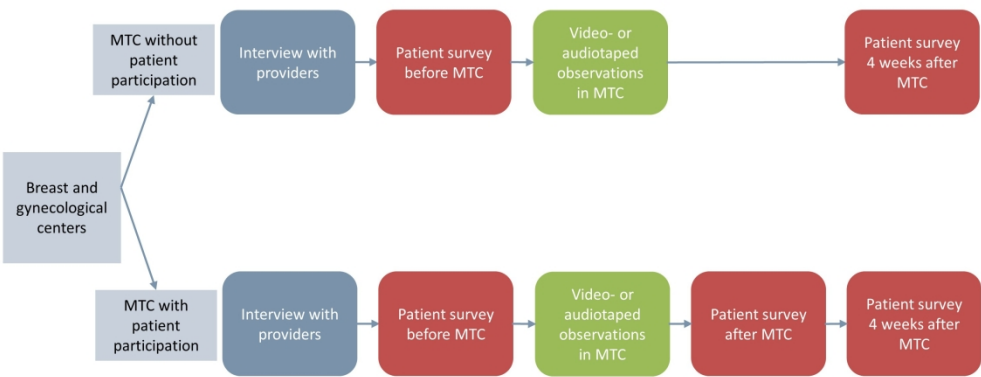 MTC without
patient
participation
Interview with
providers
Patient survey
before MTC
Video- or
audiotaped
observations
in MTC
Patient survey
4 weeks after
MTC
Breast and
gynecological
centers
MTC with
patient
participation
Interview with
providers
Patient survey
before MTC
Video- or
audiotaped
observations
in MTC
Patient survey
after MTC
Patient survey
4 weeks after
MTC